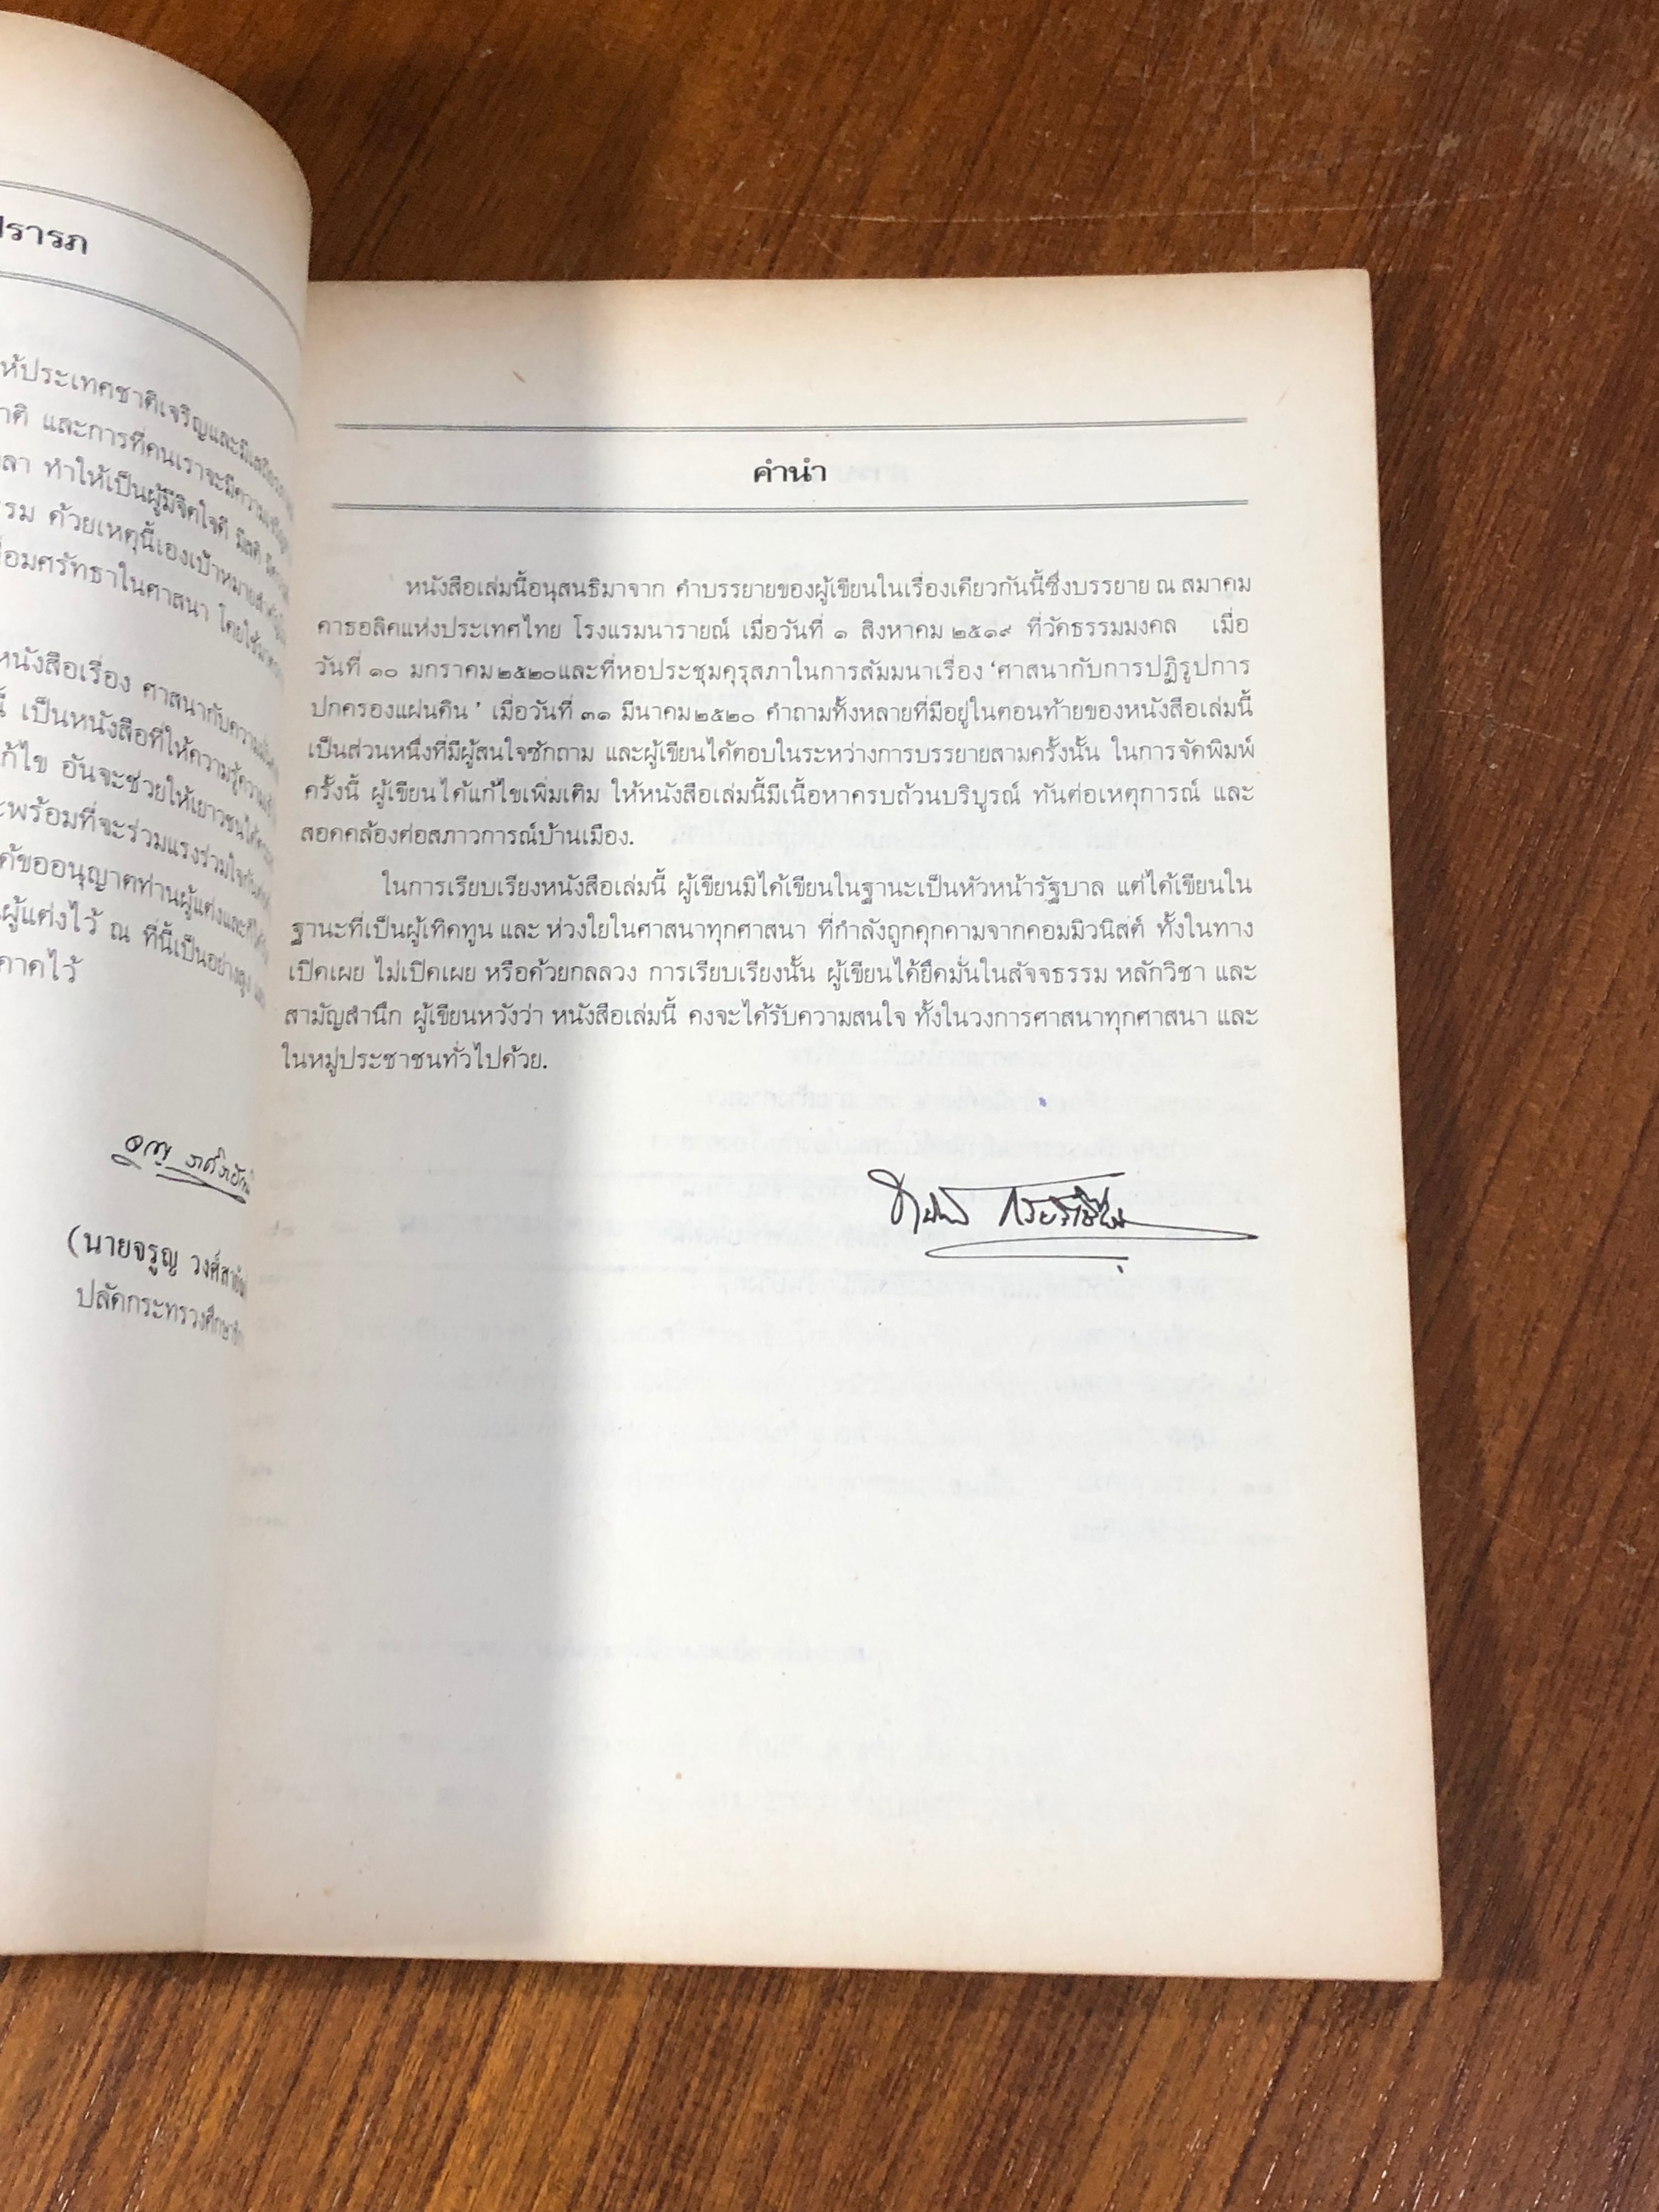 ปรารภ
ห้ประเทศชาติเจริญและมี
าติ และการที่คนเราจะมีความ
ลา ทำให้เป็นผู้มีจิตใจดี มีสติ
รรม ด้วยเหตุนี้เองเป้าหมาย
ื่อมศรัทธาในศาสนา โดยใช้
หนังสือเรื่อง ศาสนากับความ
นี้ เป็นหนังสือที่ให้ความรู้ความ
ก้ไข อันจะช่วยให้เยาวชนได้
ะพร้อมที่จะร่วมแรงร่วมใจกัน
ด้ขออนุญาตท่านผู้แต่งและ
ผู้แต่งไว้ ณ ที่นี้เป็นอย่างสูง
คาดไว้
(นายจรูญ วงศ์สายัณห์
ปลัดกระทรวงศึกษาธิการ
คำนำ
หนังสือเล่มนี้อนุสนธิมาจาก คำบรรยายของผู้เขียนในเรื่องเดียวกันนี้ซึ่งบรรยาย ณ สมาคม
คาธอลิคแห่งประเทศไทย โรงแรมนารายณ์ เมื่อวันที่ ๑ สิงหาคม ๒๕๑๙ ที่วัดธรรมมงคล เมื่อ
วันที่ ๑๐ มกราคม ๒๕๒๐และที่หอประชุมคุรุสภาในการสัมมนาเรื่อง ‘ศาสนากับการปฏิรูปการ
ปกครองแผ่นดิน’ เมื่อวันที่ ๓๑ มีนาคม ๒๕๒๐ คำถามทั้งหลายที่มีอยู่ในตอนท้ายของหนังสือเล่มนี้
เป็นส่วนหนึ่งที่มีผู้สนใจซักถาม และผู้เขียนได้ตอบในระหว่างการบรรยายสามครั้งนั้น ในการจัดพิมพ์
ครั้งนี้ ผู้เขียนได้แก้ไขเพิ่มเติม ให้หนังสือเล่มนี้มีเนื้อหาครบถ้วนบริบูรณ์ ทันต่อเหตุการณ์ และ
สอดคล้องต่อสภาวการณ์บ้านเมือง.
ในการเรียบเรียงหนังสือเล่มนี้ ผู้เขียนมิได้เขียนในฐานะเป็นหัวหน้ารัฐบาล แต่ได้เขียนใน
ฐานะที่เป็นผู้เทิดทูน และ ห่วงใยในศาสนาทุกศาสนา ที่กำลังถูกคุกคามจากคอมมิวนิสต์ ทั้งในทาง
เปิดเผย ไม่เปิดเผย หรือด้วยกลลวง การเรียบเรียงนั้น ผู้เขียนได้ยึดมั่นในสัจจธรรม หลักวิชา และ
สามัญสำนึก ผู้เขียนหวังว่า หนังสือเล่มนี้ คงจะได้รับความสนใจ ทั้งในวงการศาสนาทุกศาสนา และ
ในหมู่ประชาชนทั่วไปด้วย.